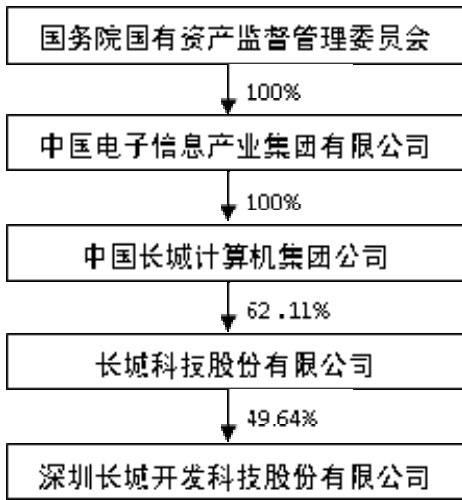 国务院国有资产监督管理委员会
100%
中国电子信息产业集团有限公司
100%
中国长城计算机集团公司
62.11%
长城科技股份有限公司
49.64%
深圳长城开发科技股份有限公司